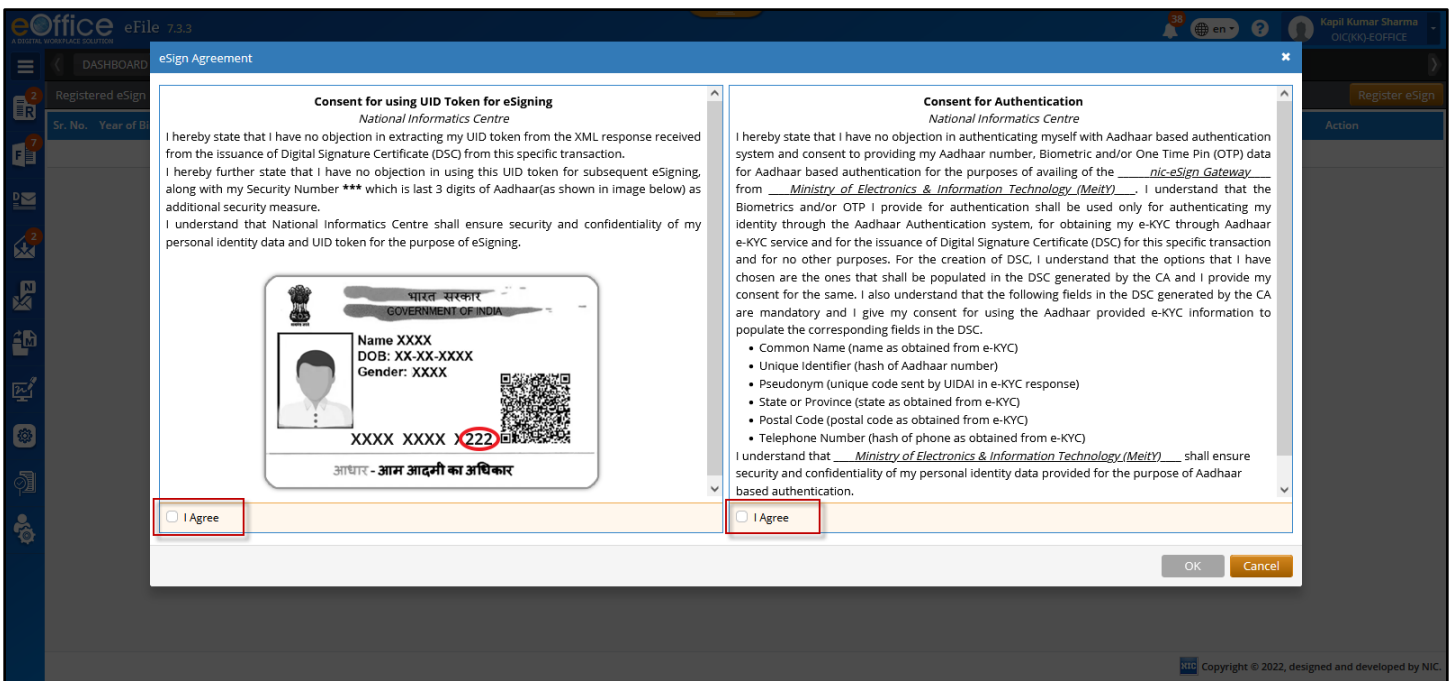 eOffice eFile 7.3.3
A DIGITAL WORKPLACE SOLUTION
38
en
?
Kapil Kumar Sharma
OIC(KK)-EOFFICE
DASHBOARD
eSign Agreement
2
R
7
F
D
2
N
M
Registered eSign
Register eSign
Sr. No. Year of Bi
Action
Consent for using UID Token for eSigning
National Informatics Centre
I hereby state that I have no objection in extracting my UID token from the XML response received
from the issuance of Digital Signature Certificate (DSC) from this specific transaction.
I hereby further state that I have no objection in using this UID token for subsequent eSigning,
along with my Security Number *** which is last 3 digits of Aadhaar(as shown in image below) as
additional security measure.
I understand that National Informatics Centre shall ensure security and confidentiality of my
personal identity data and UID token for the purpose of eSigning.
भारत सरकार
GOVERNMENT OF INDIA
Name XXXX
DOB: XX-XX-XXXX
Gender: XXXX
XXXX XXXX X222
आधार - आम आदमी का अधिकार
I Agree
Consent for Authentication
National Informatics Centre
I hereby state that I have no objection in authenticating myself with Aadhaar based authentication
system and consent to providing my Aadhaar number, Biometric and/or One Time Pin (OTP) data
for Aadhaar based authentication for the purposes of availing of the ______nic-eSign Gateway____
from ____Ministry of Electronics & Information Technology (MeitY)____. I understand that the
Biometrics and/or OTP I provide for authentication shall be used only for authenticating my
identity through the Aadhaar Authentication system, for obtaining my e-KYC through Aadhaar
e-KYC service and for the issuance of Digital Signature Certificate (DSC) for this specific transaction
and for no other purposes. For the creation of DSC, I understand that the options that I have
chosen are the ones that shall be populated in the DSC generated by the CA and I provide my
consent for the same. I also understand that the following fields in the DSC generated by the CA
are mandatory and I give my consent for using the Aadhaar provided e-KYC information to
populate the corresponding fields in the DSC.
• Common Name (name as obtained from e-KYC)
• Unique Identifier (hash of Aadhaar number)
• Pseudonym (unique code sent by UIDAI in e-KYC response)
• State or Province (state as obtained from e-KYC)
• Postal Code (postal code as obtained from e-KYC)
• Telephone Number (hash of phone as obtained from e-KYC)
I understand that ____Ministry of Electronics & Information Technology (MeitY)____ shall ensure
security and confidentiality of my personal identity data provided for the purpose of Aadhaar
based authentication.
I Agree
OK
Cancel
NIC Copyright © 2022, designed and developed by NIC.